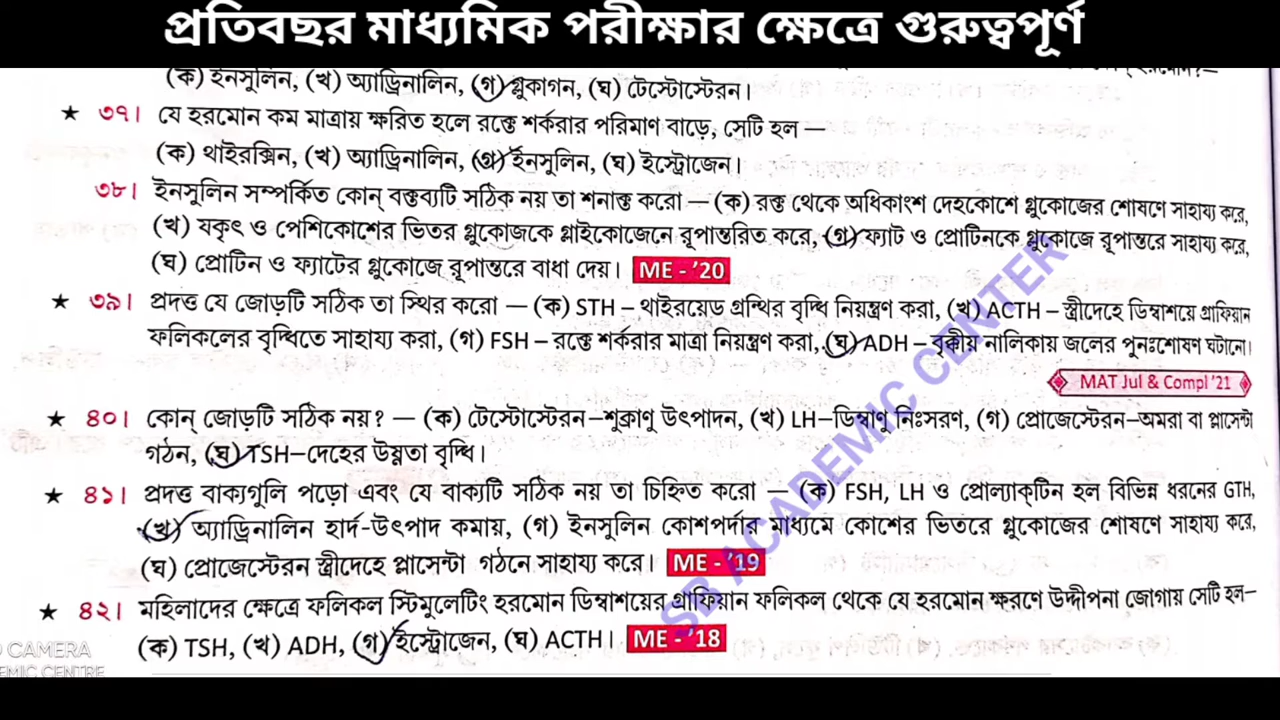 প্রতিবছর মাধ্যমিক পরীক্ষার ক্ষেত্রে গুরুত্বপূর্ণ
(ক) ইনসুলিন, (খ) অ্যাড্রিনালিন, (গ) গ্লুকাগন, (ঘ) টেস্টোস্টেরন।
★ ৩৭। যে হরমোন কম মাত্রায় ক্ষরিত হলে রক্তে শর্করার পরিমাণ বাড়ে, সেটি হল —
(ক) থাইরক্সিন, (খ) অ্যাড্রিনালিন, (গ) ইনসুলিন, (ঘ) ইস্ট্রোজেন।
৩৮। ইনসুলিন সম্পর্কিত কোন্ বক্তব্যটি সঠিক নয় তা শনাক্ত করো — (ক) রক্ত থেকে অধিকাংশ দেহকোশে গ্লুকোজের শোষণে সাহায্য করে,
(খ) যকৃৎ ও পেশিকোশের ভিতর গ্লুকোজকে গ্লাইকোজেনে রূপান্তরিত করে, (গ) ফ্যাট ও প্রোটিনকে গ্লুকোজে রূপান্তরে সাহায্য করে,
(ঘ) প্রোটিন ও ফ্যাটের গ্লুকোজে রূপান্তরে বাধা দেয়। ME - '20
★ ৩৯। প্রদত্ত যে জোড়টি সঠিক তা স্থির করো — (ক) STH – থাইরয়েড গ্রন্থির বৃদ্ধি নিয়ন্ত্রণ করা, (খ) ACTH – স্ত্রীদেহে ডিম্বাশয়ে গ্রাফিয়ান
ফলিকলের বৃদ্ধিতে সাহায্য করা, (গ) FSH – রক্তে শর্করার মাত্রা নিয়ন্ত্রণ করা, (ঘ) ADH – বৃক্কীয় নালিকায় জলের পুনঃশোষণ ঘটানো।
MAT Jul & Compl '21
★ ৪০। কোন্ জোড়টি সঠিক নয়? — (ক) টেস্টোস্টেরন–শুক্রাণু উৎপাদন, (খ) LH–ডিম্বাণু নিঃসরণ, (গ) প্রোজেস্টেরন–অমরা বা প্লাসেন্টা
গঠন, (ঘ) TSH–দেহের উষ্ণতা বৃদ্ধি।
★ ৪১। প্রদত্ত বাক্যগুলি পড়ো এবং যে বাক্যটি সঠিক নয় তা চিহ্নিত করো — (ক) FSH, LH ও প্রোল্যাক্‌টিন হল বিভিন্ন ধরনের GTH,
(খ) অ্যাড্রিনালিন হার্দ-উৎপাদ কমায়, (গ) ইনসুলিন কোশপর্দার মাধ্যমে কোশের ভিতরে গ্লুকোজের শোষণে সাহায্য করে,
(ঘ) প্রোজেস্টেরন স্ত্রীদেহে প্লাসেন্টা গঠনে সাহায্য করে। ME - '19
★ ৪২। মহিলাদের ক্ষেত্রে ফলিকল স্টিমুলেটিং হরমোন ডিম্বাশয়ের গ্রাফিয়ান ফলিকল থেকে যে হরমোন ক্ষরণে উদ্দীপনা জোগায় সেটি হল–
(ক) TSH, (খ) ADH, (গ) ইস্ট্রোজেন, (ঘ) ACTH। ME - '18
SB ACADEMIC CENTER
CAMERA
EMIC CENTRE